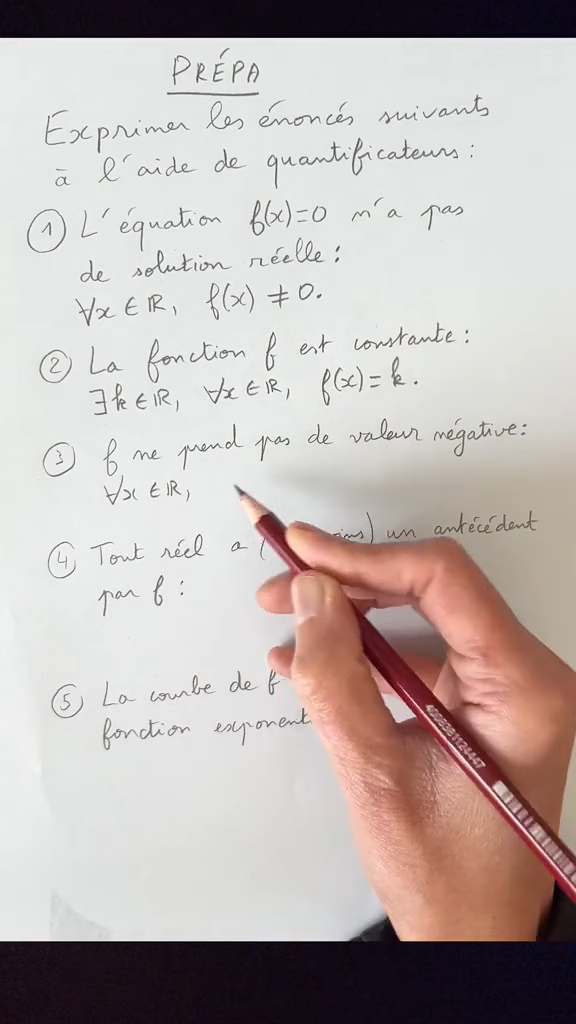 PRÉPA
Exprimer les énoncés suivants
à l'aide de quantificateurs :
① L'équation f(x)=0 n'a pas
de solution réelle :
∀x ∈ ℝ, f(x) ≠ 0.
② La fonction f est constante :
∃k ∈ ℝ, ∀x ∈ ℝ, f(x) = k.
③ f ne prend pas de valeur négative :
∀x ∈ ℝ,
④ Tout réel a ( ) un antécédent
par f :
⑤ La courbe de f
fonction
4005381124447